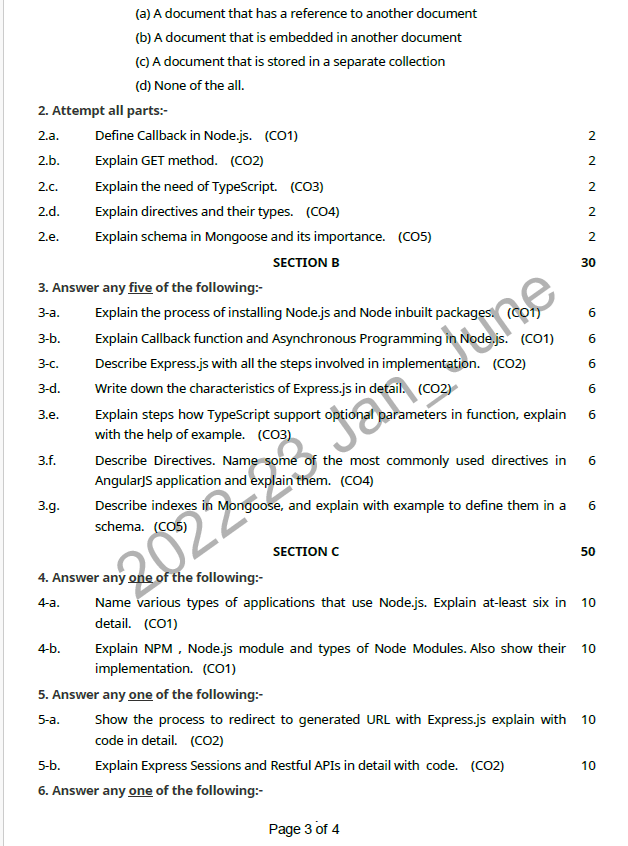 (a) A document that has a reference to another document
(b) A document that is embedded in another document
(c) A document that is stored in a separate collection
(d) None of the all.
2. Attempt all parts:-
2.a. Define Callback in Node.js. (CO1) 2
2.b. Explain GET method. (CO2) 2
2.c. Explain the need of TypeScript. (CO3) 2
2.d. Explain directives and their types. (CO4) 2
2.e. Explain schema in Mongoose and its importance. (CO5) 2
SECTION B 30
3. Answer any five of the following:-
3-a. Explain the process of installing Node.js and Node inbuilt packages. (CO1) 6
3-b. Explain Callback function and Asynchronous Programming in Node.js. (CO1) 6
3-c. Describe Express.js with all the steps involved in implementation. (CO2) 6
3-d. Write down the characteristics of Express.js in detail. (CO2) 6
3.e. Explain steps how TypeScript support optional parameters in function, explain 6
with the help of example. (CO3)
3.f. Describe Directives. Name some of the most commonly used directives in 6
AngularJS application and explain them. (CO4)
3.g. Describe indexes in Mongoose, and explain with example to define them in a 6
schema. (CO5)
SECTION C 50
4. Answer any one of the following:-
4-a. Name various types of applications that use Node.js. Explain at-least six in 10
detail. (CO1)
4-b. Explain NPM , Node.js module and types of Node Modules. Also show their 10
implementation. (CO1)
5. Answer any one of the following:-
5-a. Show the process to redirect to generated URL with Express.js explain with 10
code in detail. (CO2)
5-b. Explain Express Sessions and Restful APIs in detail with code. (CO2) 10
6. Answer any one of the following:-
Page 3 of 4
2022-23 Jan_June